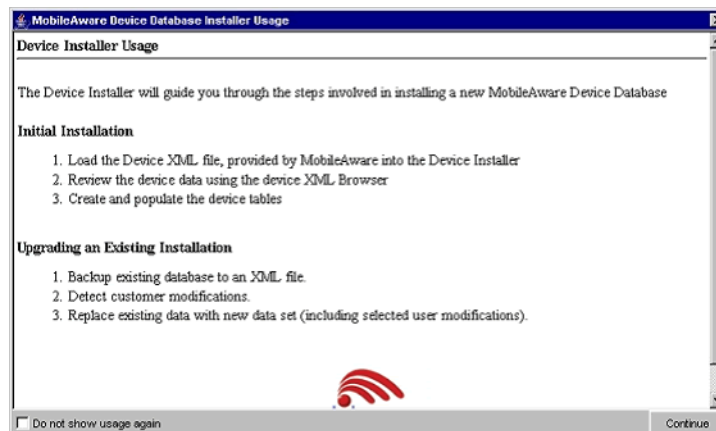 MobileAware Device Database Installer Usage
Device Installer Usage
The Device Installer will guide you through the steps involved in installing a new MobileAware Device Database
Initial Installation
1. Load the Device XML file, provided by MobileAware into the Device Installer
2. Review the device data using the device XML Browser
3. Create and populate the device tables
Upgrading an Existing Installation
1. Backup existing database to an XML file.
2. Detect customer modifications.
3. Replace existing data with new data set (including selected user modifications).
Do not show usage again
Continue